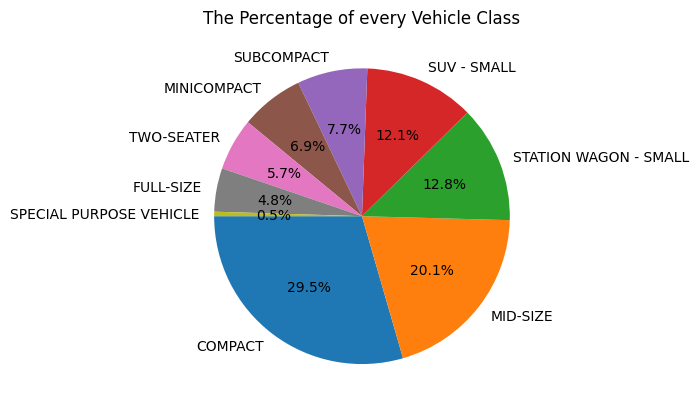 The Percentage of every Vehicle Class
SUBCOMPACT
SUV - SMALL
MINICOMPACT
7.7%
12.1%
TWO-SEATER
6.9%
STATION WAGON - SMALL
5.7%
12.8%
FULL-SIZE
4.8%
SPECIAL PURPOSE VEHICLE
0.5%
20.1%
29.5%
MID-SIZE
COMPACT